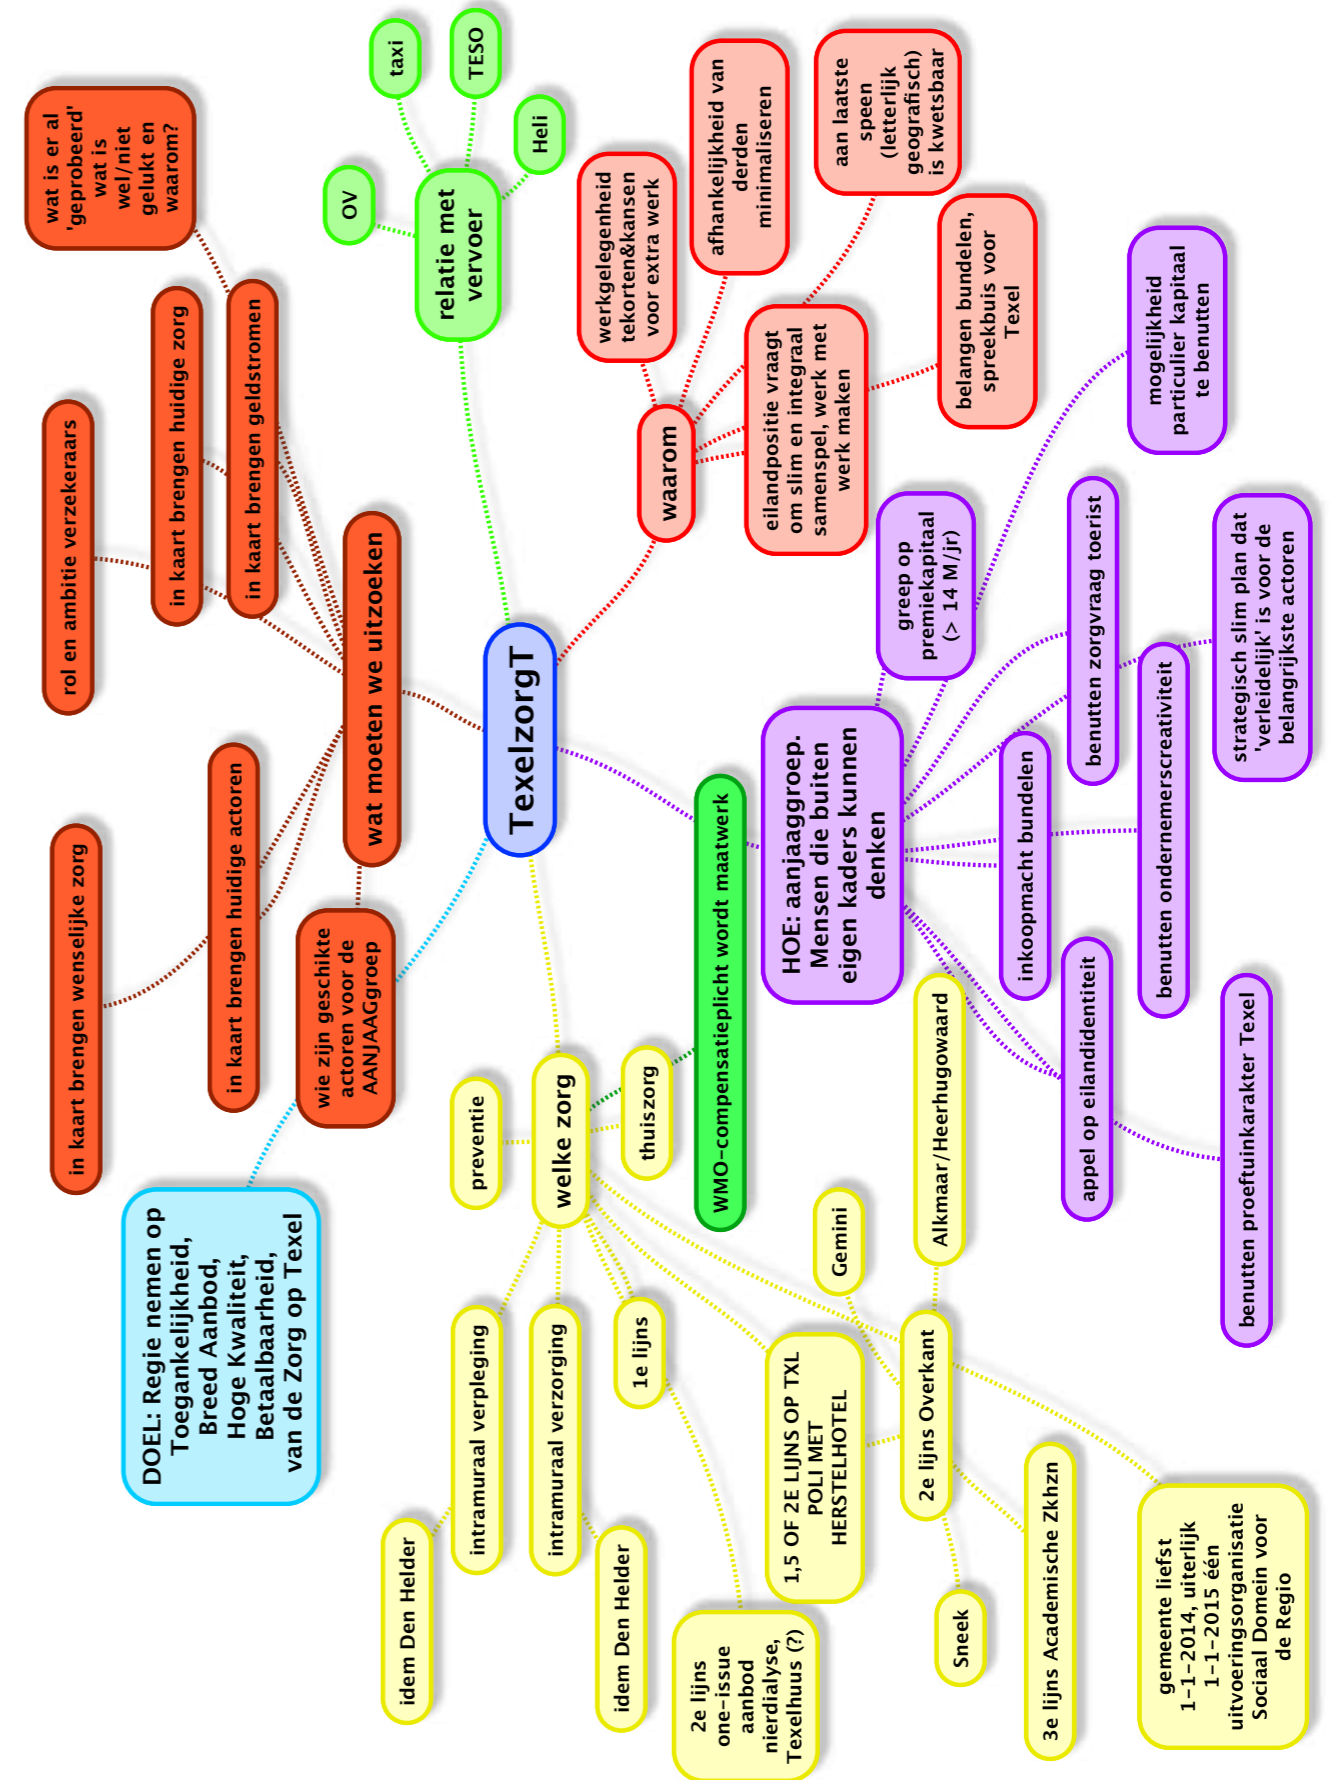 TexelzorgT
DOEL: Regie nemen op
Toegankelijkheid,
Breed Aanbod,
Hoge Kwaliteit,
Betaalbaarheid,
van de Zorg op Texel
wat moeten we uitzoeken
in kaart brengen wenselijke zorg
in kaart brengen huidige actoren
wie zijn geschikte
actoren voor de
AANJAAGgroep
rol en ambitie verzekeraars
in kaart brengen huidige zorg
in kaart brengen geldstromen
wat is er al
'geprobeerd'
wat is
wel/niet
gelukt en
waarom?
relatie met
vervoer
OV
taxi
TESO
Heli
waarom
werkgelegenheid
tekorten&kansen
voor extra werk
afhankelijkheid van
derden
minimaliseren
aan laatste
speen
(letterlijk
geografisch)
is kwetsbaar
eilandpositie vraagt
om slim en integraal
samenspel, werk met
werk maken
belangen bundelen,
spreekbuis voor
Texel
HOE: aanjaaggroep.
Mensen die buiten
eigen kaders kunnen
denken
greep op
premiekapitaal
(> 14 M/jr)
mogelijkheid
particulier kapitaal
te benutten
benutten zorgvraag toerist
strategisch slim plan dat
'verleidelijk' is voor de
belangrijkste actoren
inkoopmacht bundelen
benutten ondernemerscreativiteit
appel op eilandidentiteit
benutten proeftuinkarakter Texel
welke zorg
preventie
thuiszorg
WMO-compensatieplicht wordt maatwerk
intramuraal verpleging
idem Den Helder
intramuraal verzorging
idem Den Helder
1e lijns
2e lijns
one-issue
aanbod
nierdialyse,
Texelhuus (?)
1,5 OF 2E LIJNS OP TXL
POLI MET
HERSTELHOTEL
2e lijns Overkant
Gemini
Alkmaar/Heerhugowaard
Sneek
3e lijns Academische Zkhzn
gemeente liefst
1-1-2014, uiterlijk
1-1-2015 één
uitvoeringsorganisatie
Sociaal Domein voor
de Regio